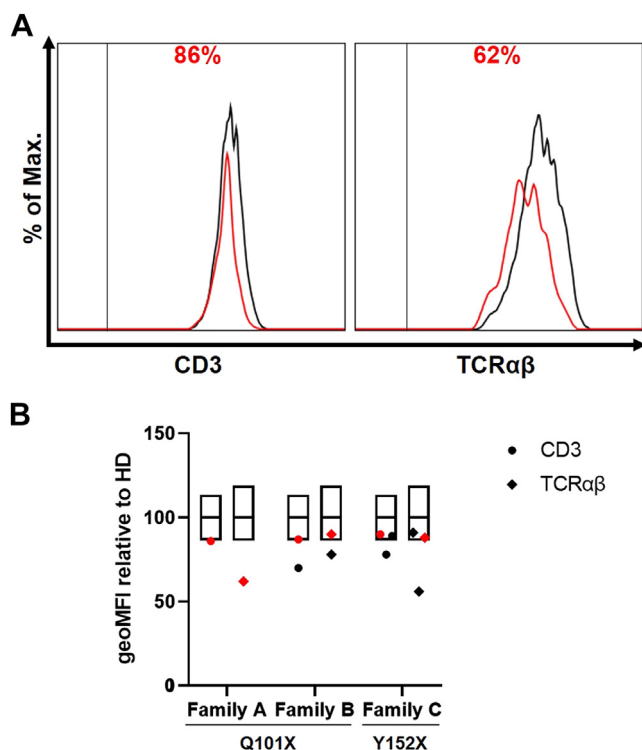 A
86%
62%
% of Max.
CD3
TCRαβ
B
geoMFI relative to HD
150
100
50
0
CD3
TCRαβ
Family A Family B Family C
Q101X
Y152X